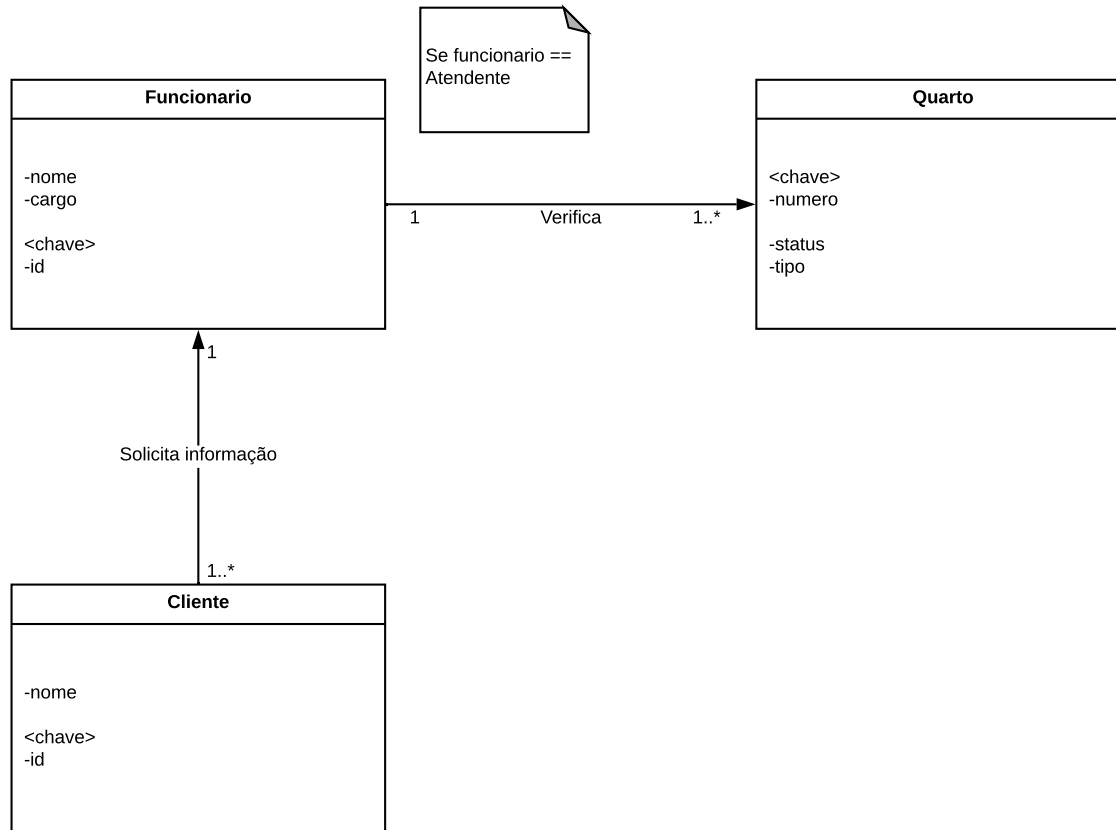 Se funcionario ==
Atendente
Funcionario
-nome
-cargo
<chave>
-id
1
Verifica
1..*
Quarto
<chave>
-numero
-status
-tipo
1
Solicita informação
1..*
Cliente
-nome
<chave>
-id